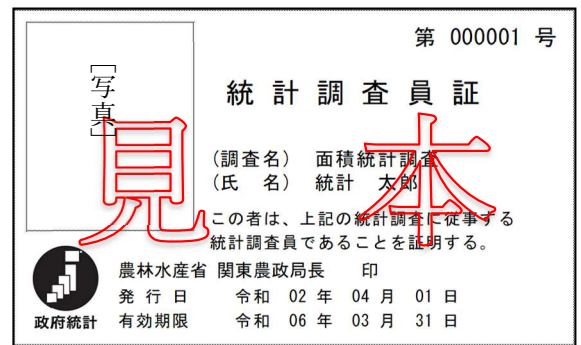 第 000001 号
[写真]
統計調査員証
(調査名) 面積統計調査
(氏 名) 統計 太郎
この者は、上記の統計調査に従事する
統計調査員であることを証明する。
見本
農林水産省 関東農政局長 印
発行日 令和 02 年 04 月 01 日
政府統計 有効期限 令和 06 年 03 月 31 日